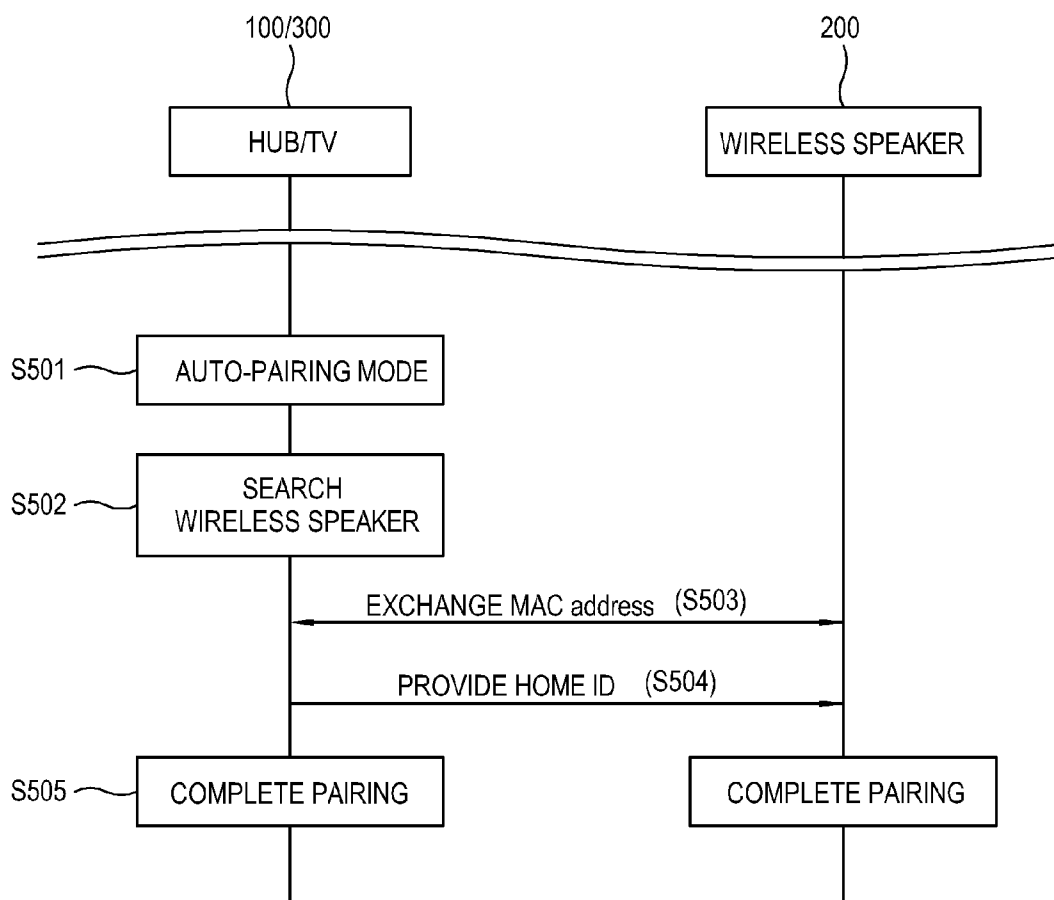 100/300
200
HUB/TV
WIRELESS SPEAKER
S501
AUTO-PAIRING MODE
S502
SEARCH
WIRELESS SPEAKER
EXCHANGE MAC address (S503)
PROVIDE HOME ID (S504)
S505
COMPLETE PAIRING
COMPLETE PAIRING